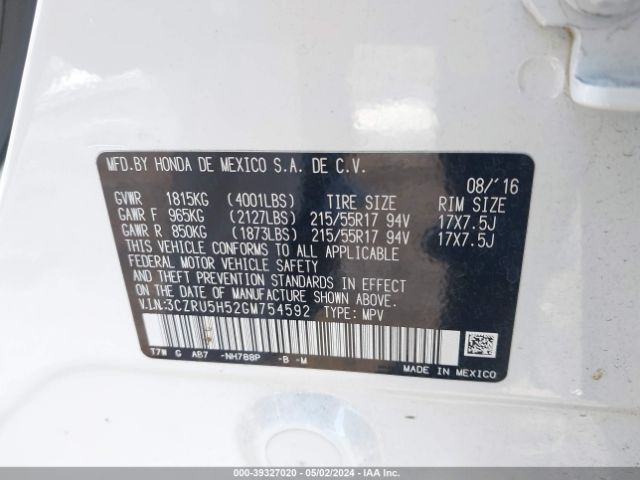 MFD.BY HONDA DE MEXICO S.A. DE C.V.
08/'16
GVWR 1815KG (4001LBS) TIRE SIZE RIM SIZE
GAWR F 965KG (2127LBS) 215/55R17 94V 17X7.5J
GAWR R 850KG (1873LBS) 215/55R17 94V 17X7.5J
THIS VEHICLE CONFORMS TO ALL APPLICABLE
FEDERAL MOTOR VEHICLE SAFETY
AND THEFT PREVENTION STANDARDS IN EFFECT
ON THE DATE OF MANUFACTURE SHOWN ABOVE.
V.IN:3CZRU5H52GM754592 TYPE: MPV
T7W G AB7 -NH788P -B -M
MADE IN MEXICO
000-39327020 - 05/02/2024 - IAA Inc.